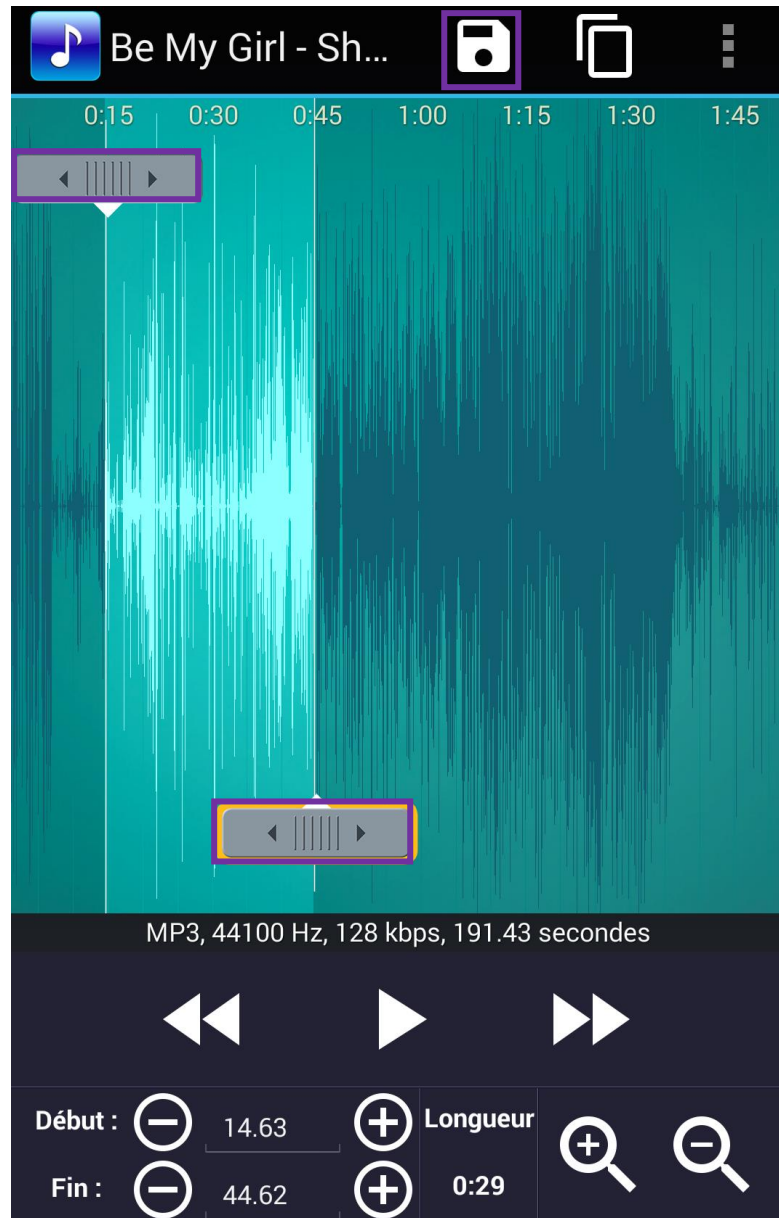 Be My Girl - Sh...
0:15 0:30 0:45 1:00 1:15 1:30 1:45
MP3, 44100 Hz, 128 kbps, 191.43 secondes
Début : 14.63 Longueur
Fin : 44.62 0:29